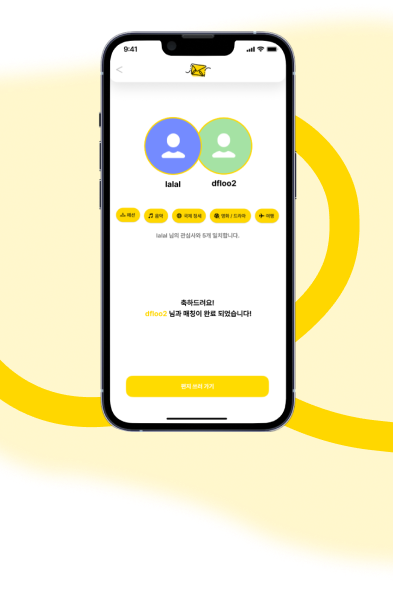 9:41
<
lalal
dfloo2
패션
음악
국제 정세
영화 / 드라마
여행
lalal 님의 관심사와 5개 일치합니다.
축하드려요!
dfloo2 님과 매칭이 완료 되었습니다!
편지 쓰러 가기